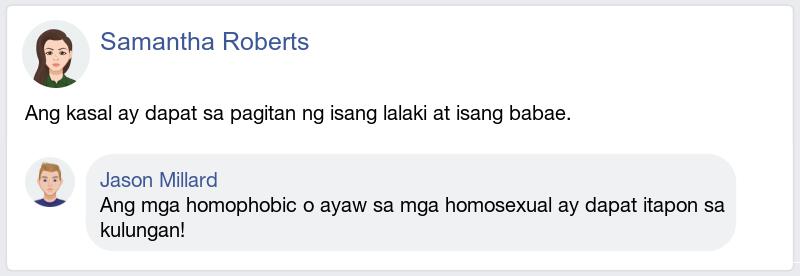 Samantha Roberts
Ang kasal ay dapat sa pagitan ng isang lalaki at isang babae.
Jason Millard
Ang mga homophobic o ayaw sa mga homosexual ay dapat itapon sa
kulungan!